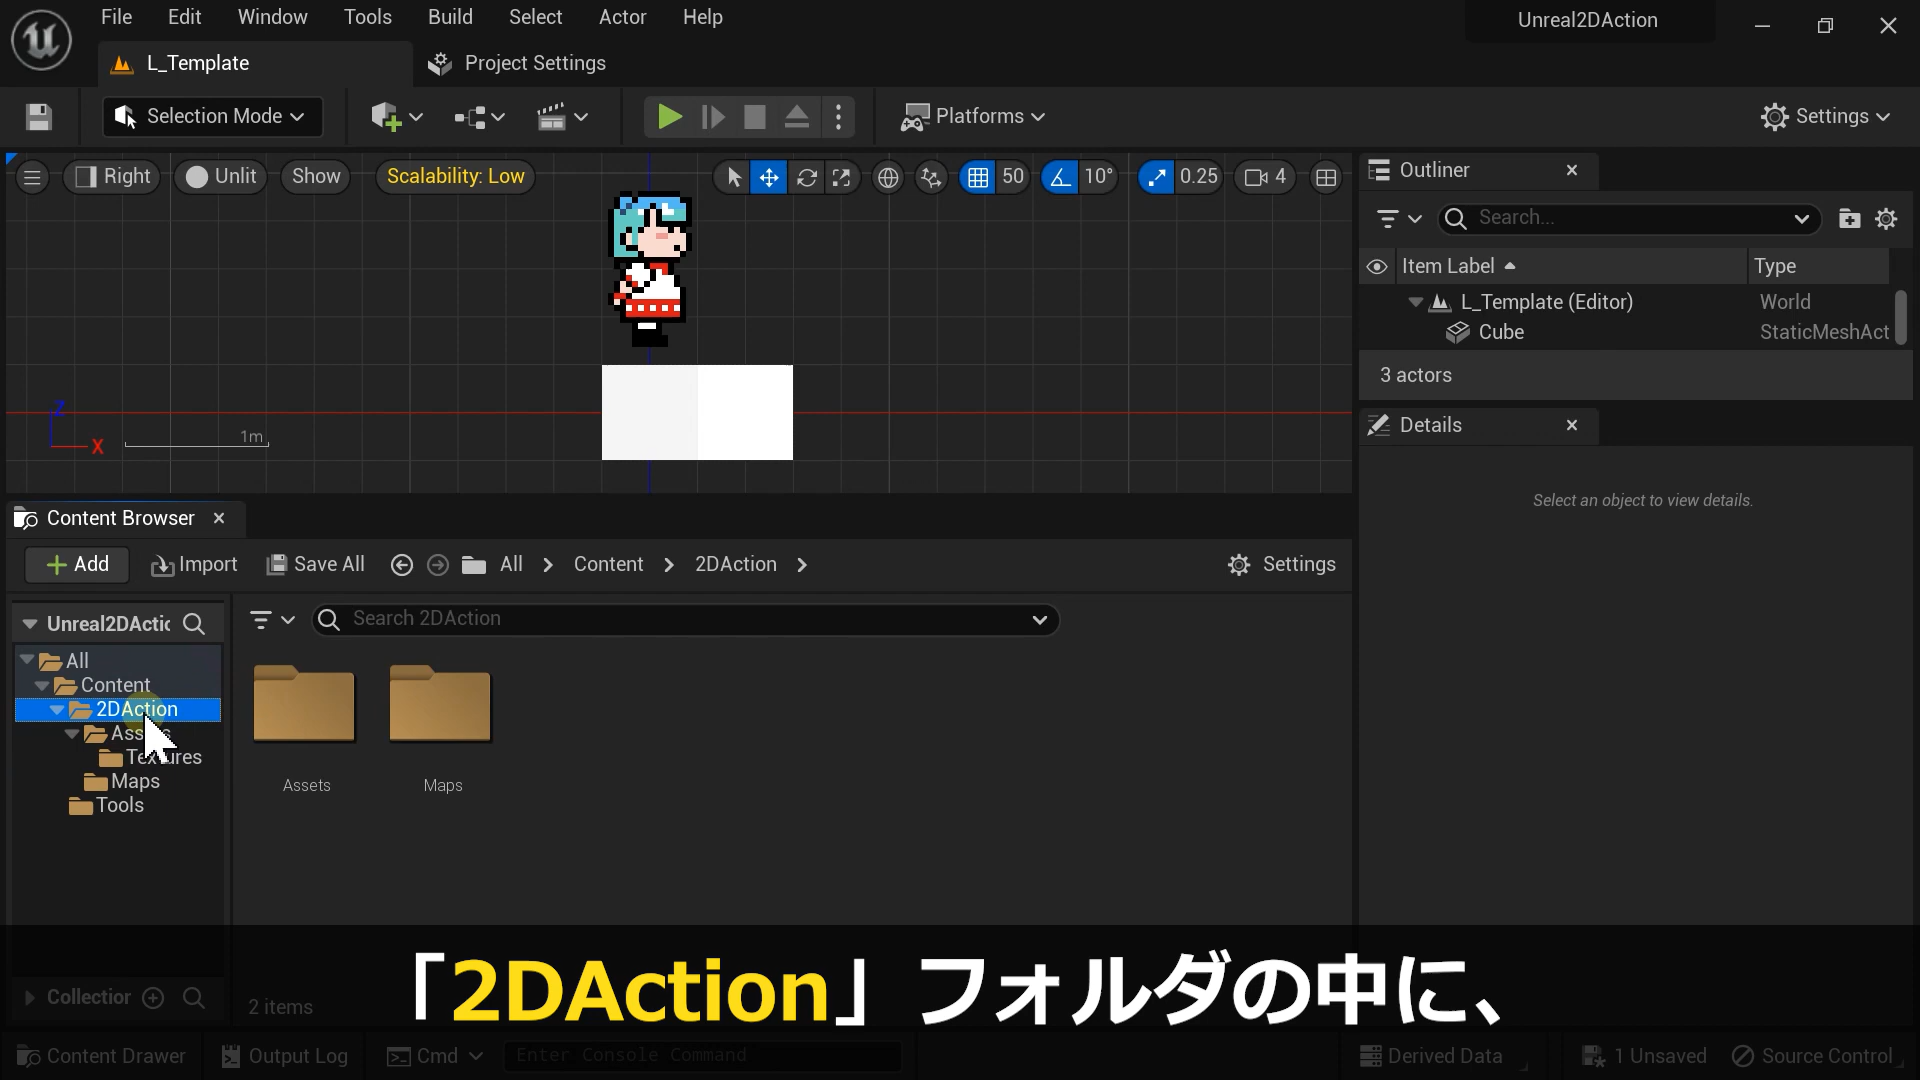 File Edit Window Tools Build Select Actor Help
Unreal2DAction
L_Template
Project Settings
Selection Mode
Platforms
Settings
Right
Unlit
Show
Scalability: Low
50
10°
0.25
4
Z
X
1m
Outliner
Search...
Item Label
Type
L_Template (Editor)
World
Cube
StaticMeshAct
3 actors
Details
Select an object to view details.
Content Browser
Add
Import
Save All
All
Content
2DAction
Settings
Unreal2DActic
Search 2DAction
All
Content
2DAction
Maps
Tools
Assets
Maps
Collection
2 items
「2DAction」フォルダの中に、
Content Drawer
Output Log
Cmd
Enter Console Command
Derived Data
1 Unsaved
Source Control